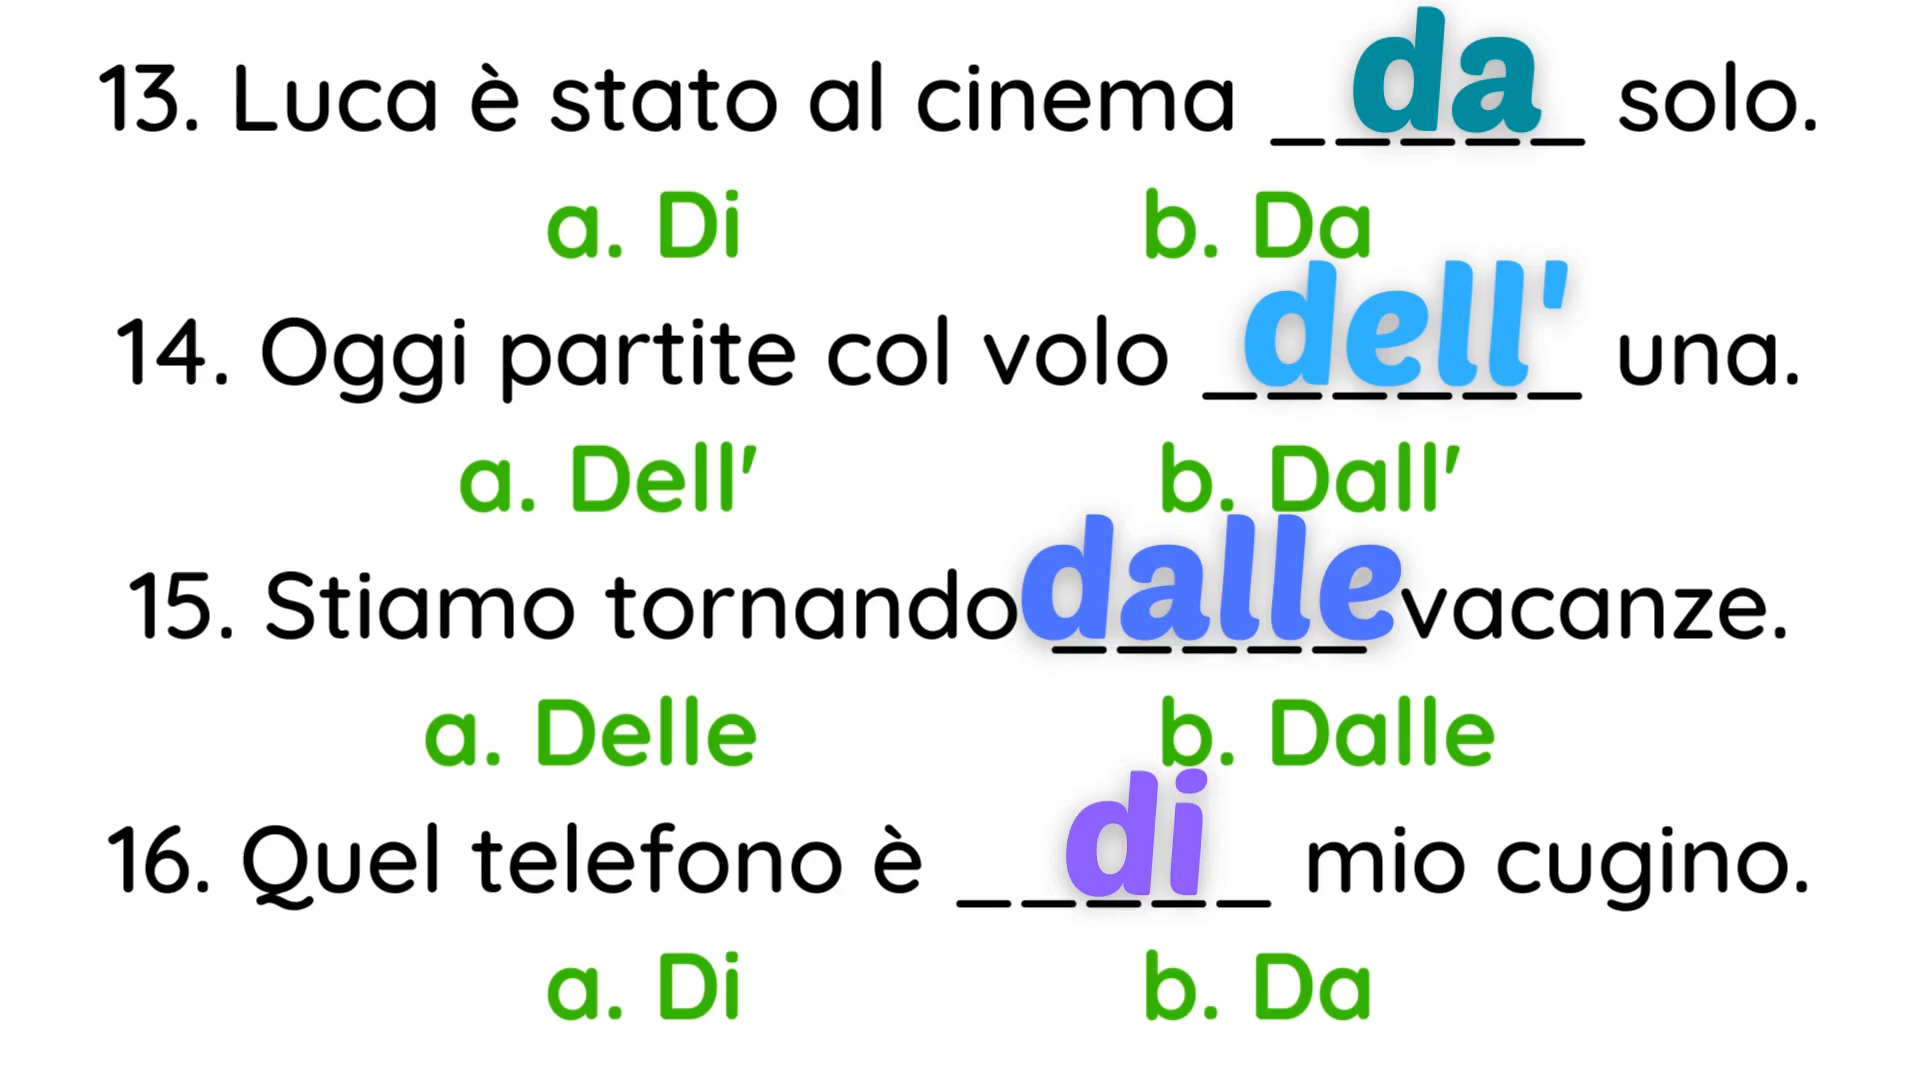 13. Luca è stato al cinema da solo.
a. Di b. Da
14. Oggi partite col volo dell' una.
a. Dell' b. Dall'
15. Stiamo tornando dalle vacanze.
a. Delle b. Dalle
16. Quel telefono è di mio cugino.
a. Di b. Da